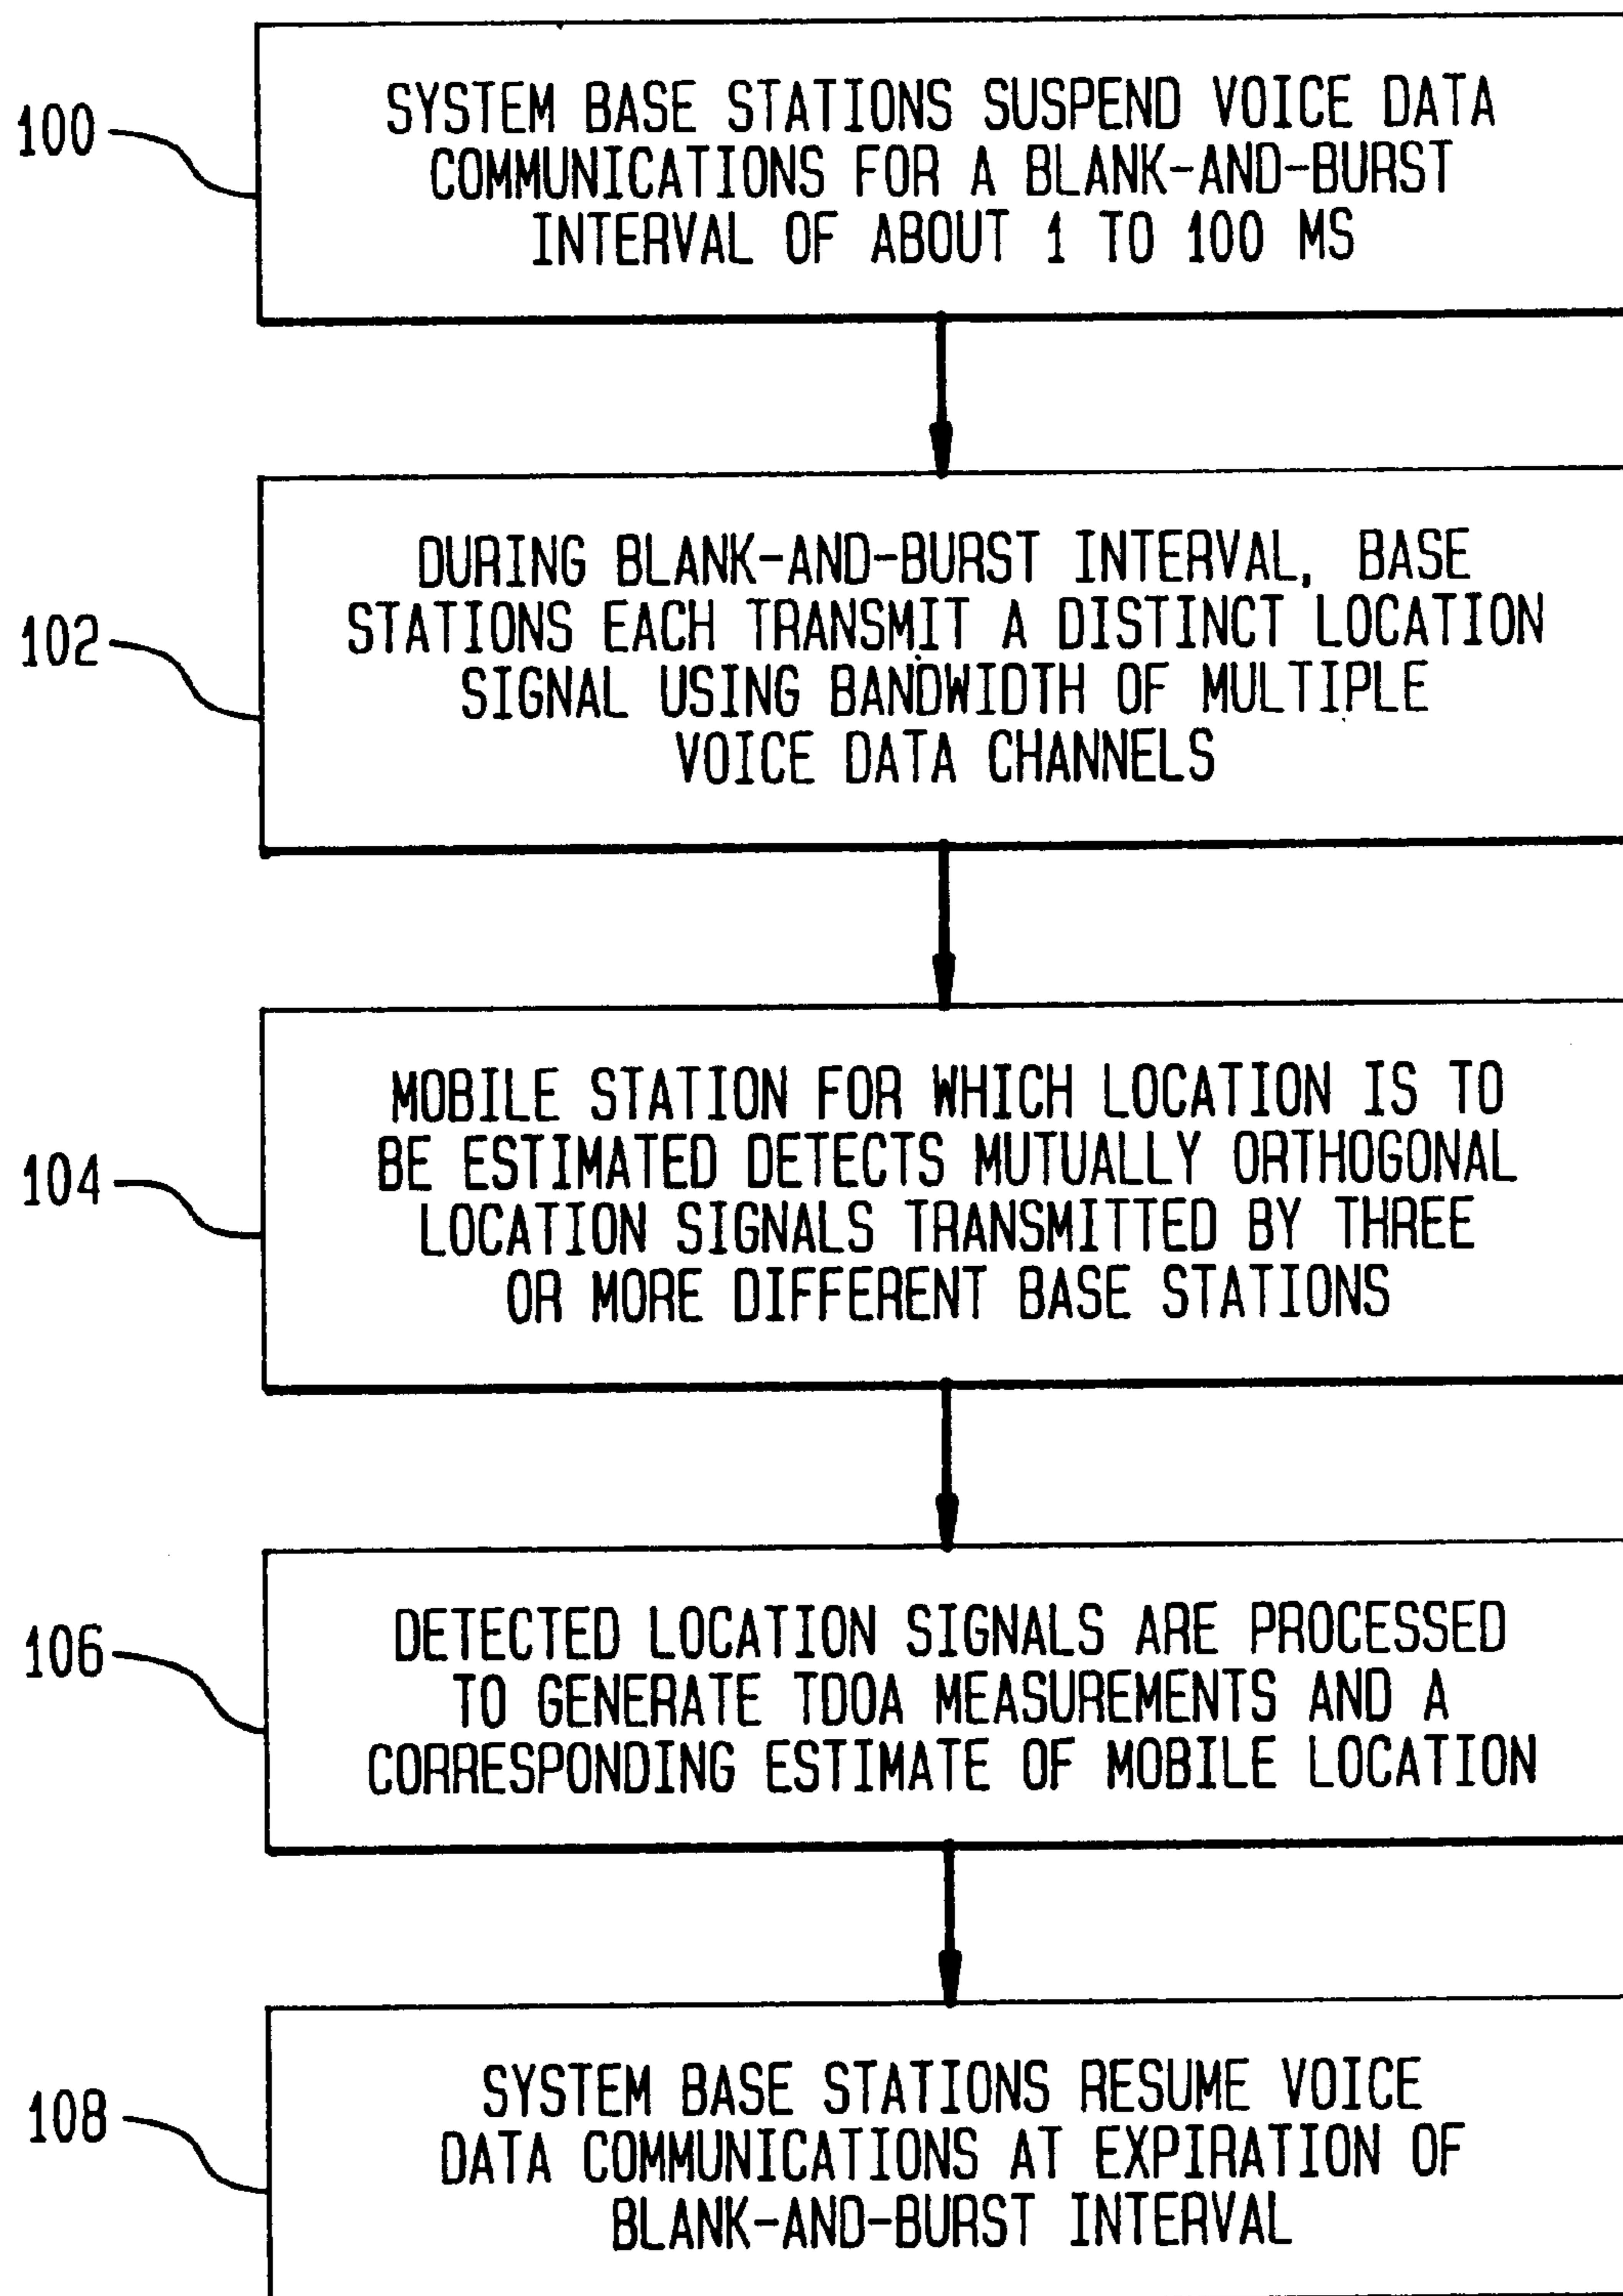 100
SYSTEM BASE STATIONS SUSPEND VOICE DATA
COMMUNICATIONS FOR A BLANK-AND-BURST
INTERVAL OF ABOUT 1 TO 100 MS
102
DURING BLANK-AND-BURST INTERVAL, BASE
STATIONS EACH TRANSMIT A DISTINCT LOCATION
SIGNAL USING BANDWIDTH OF MULTIPLE
VOICE DATA CHANNELS
104
MOBILE STATION FOR WHICH LOCATION IS TO
BE ESTIMATED DETECTS MUTUALLY ORTHOGONAL
LOCATION SIGNALS TRANSMITTED BY THREE
OR MORE DIFFERENT BASE STATIONS
106
DETECTED LOCATION SIGNALS ARE PROCESSED
TO GENERATE TDOA MEASUREMENTS AND A
CORRESPONDING ESTIMATE OF MOBILE LOCATION
108
SYSTEM BASE STATIONS RESUME VOICE
DATA COMMUNICATIONS AT EXPIRATION OF
BLANK-AND-BURST INTERVAL